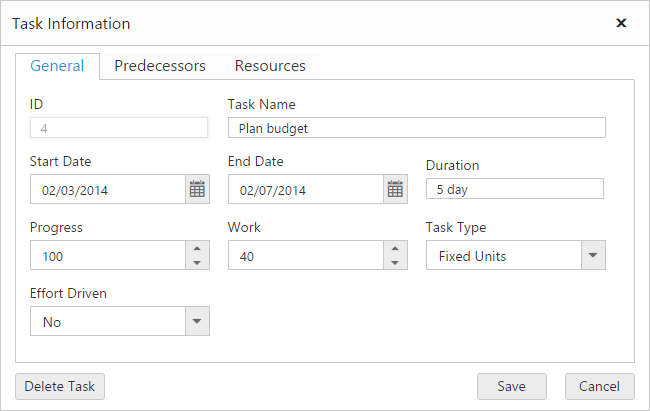 Task Information
General Predecessors Resources
ID Task Name
4 Plan budget
Start Date End Date Duration
02/03/2014 02/07/2014 5 day
Progress Work Task Type
100 40 Fixed Units
Effort Driven
No
Delete Task Save Cancel